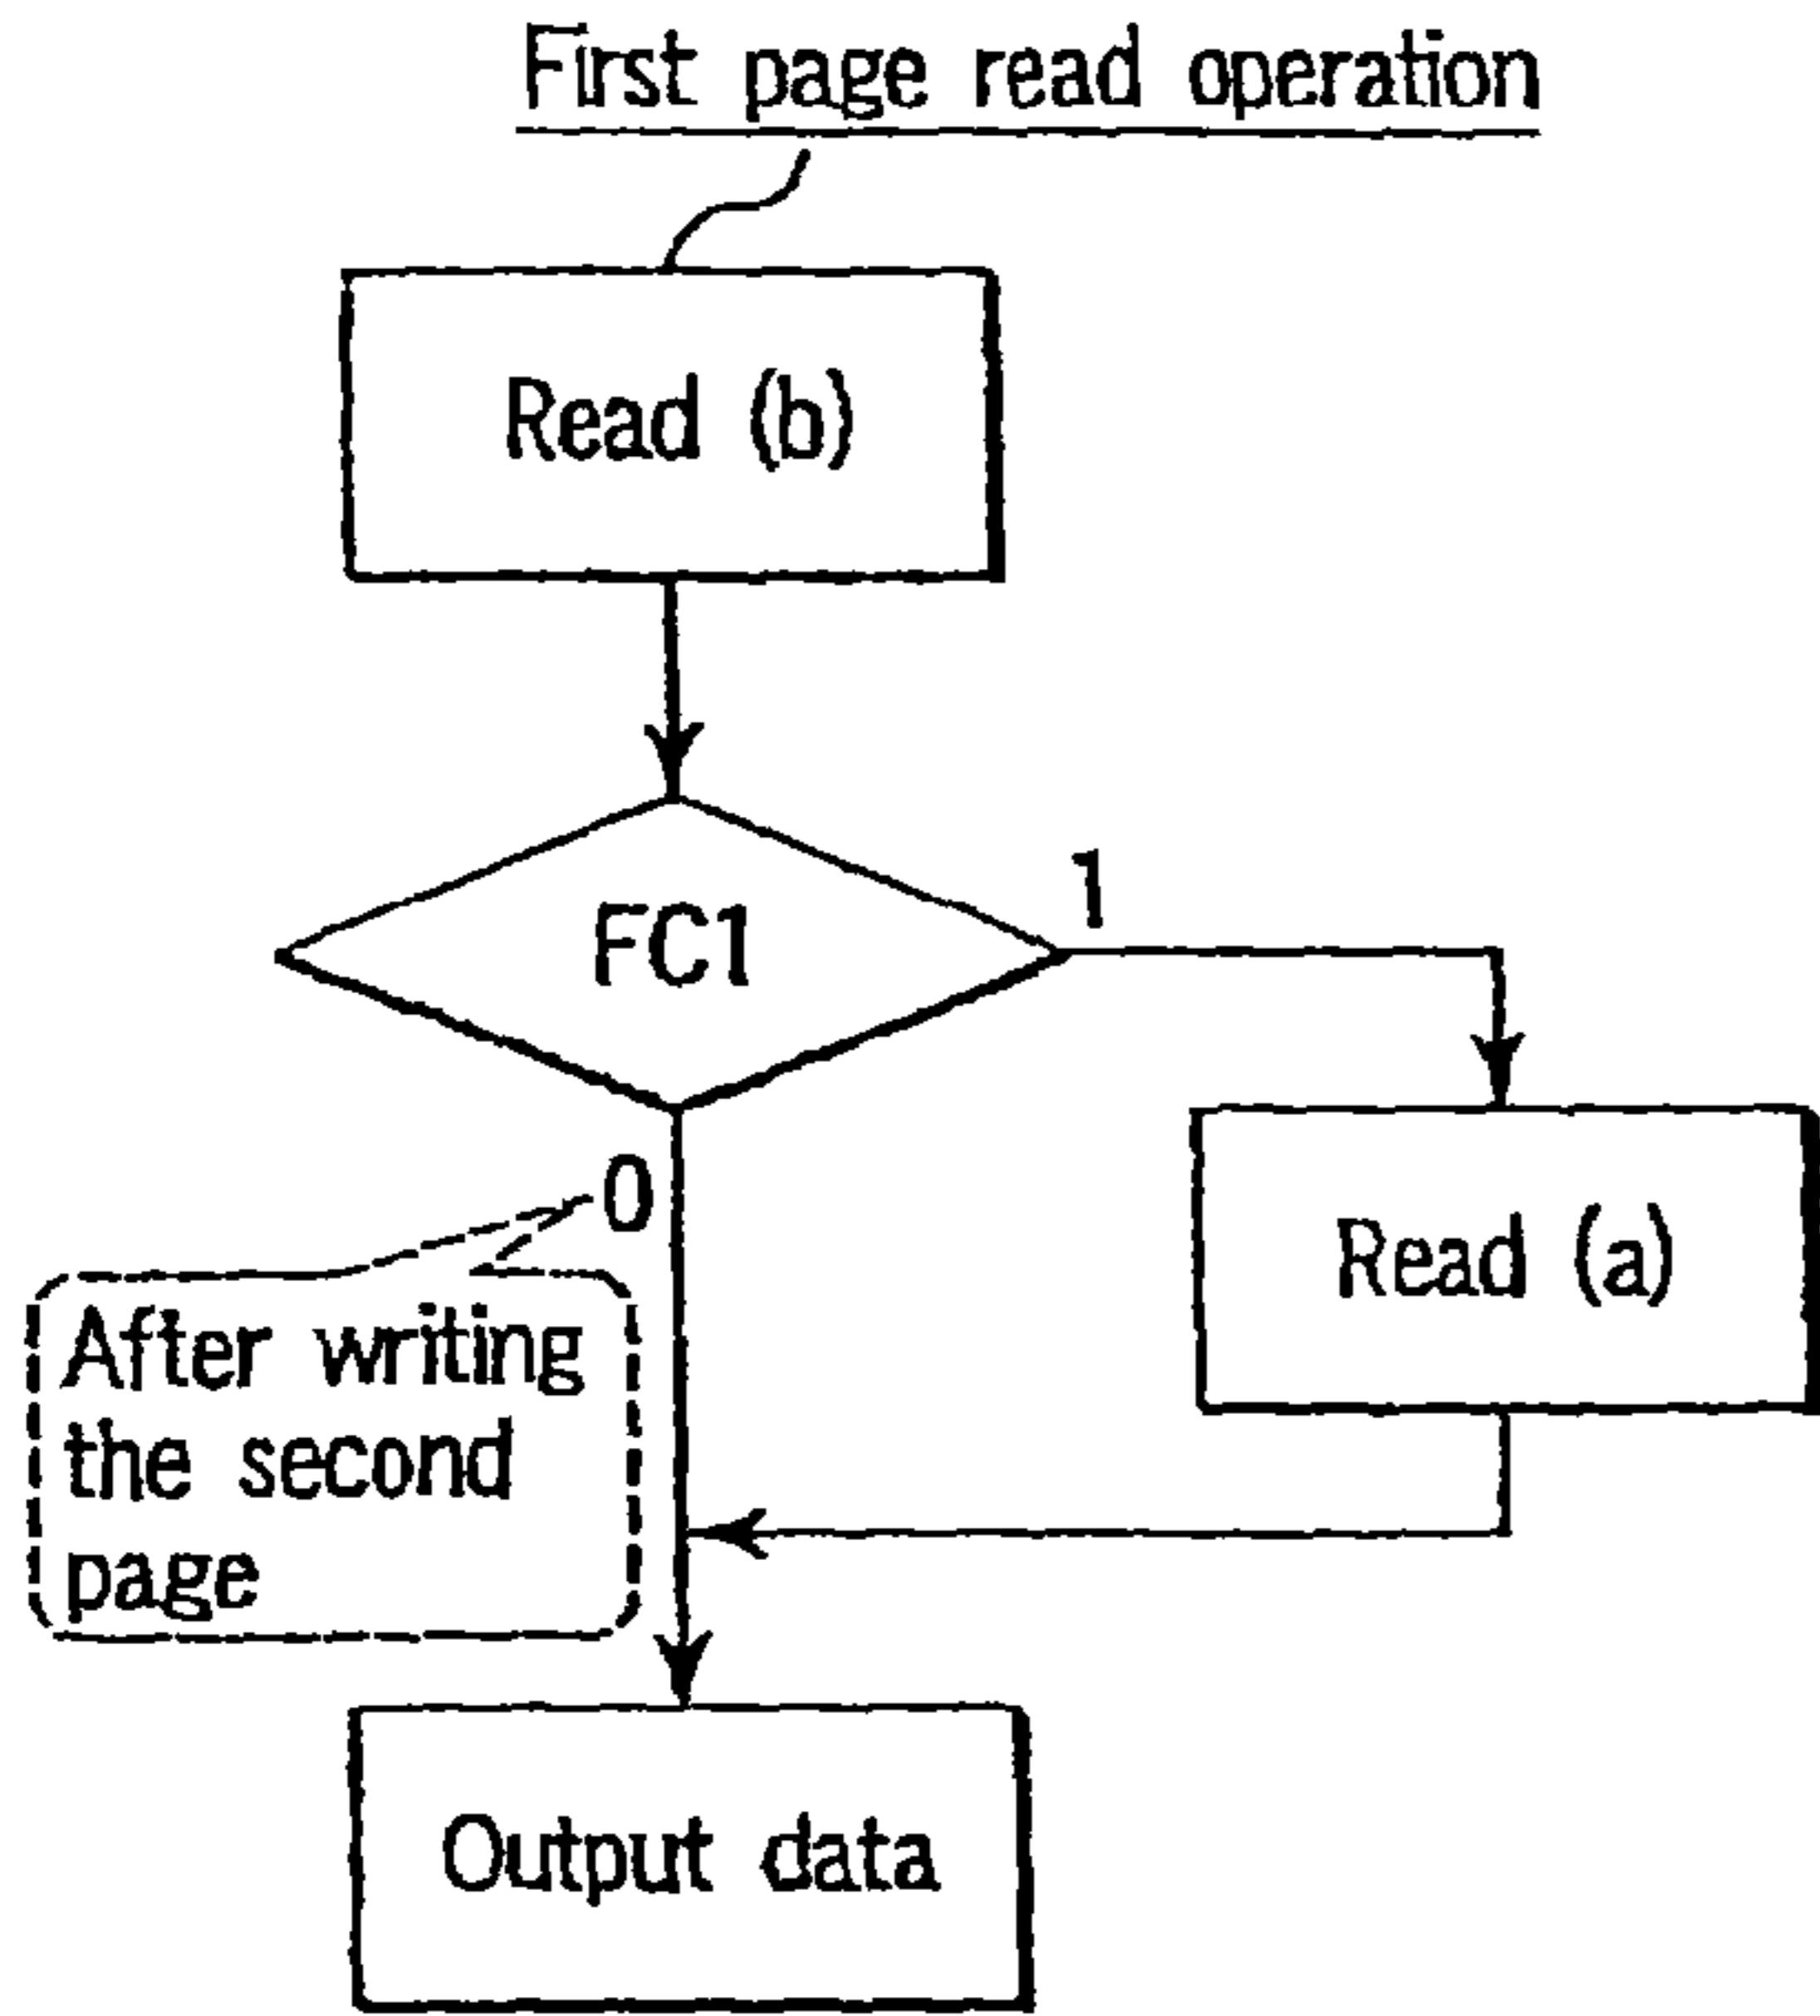 First page read operation
Read (b)
FC1
1
0
After writing
the second
page
Read (a)
Output data